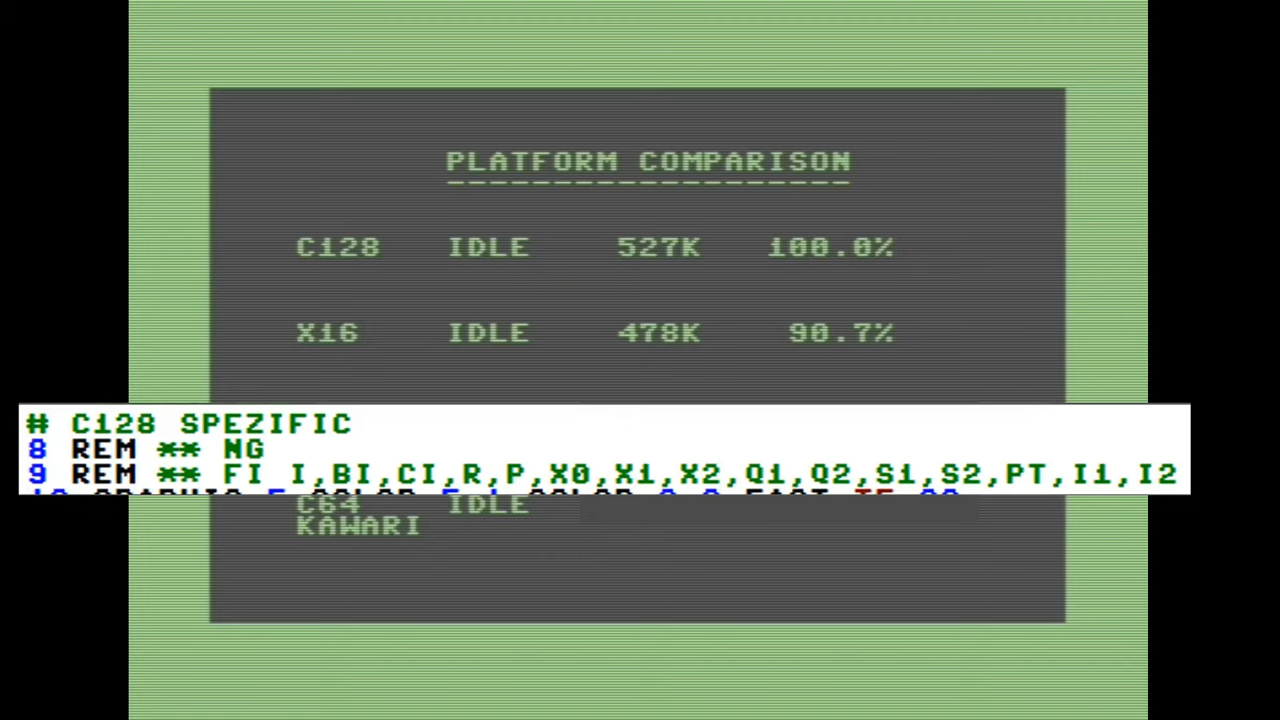 PLATFORM COMPARISON
-------------------
C128 IDLE 527K 100.0%
X16 IDLE 478K 90.7%
# C128 SPEZIFIC
8 REM ** NG
9 REM ** FI I,BI,CI,R,P,X0,X1,X2,Q1,Q2,S1,S2,PT,I1,I2
C64 IDLE
KAWARI